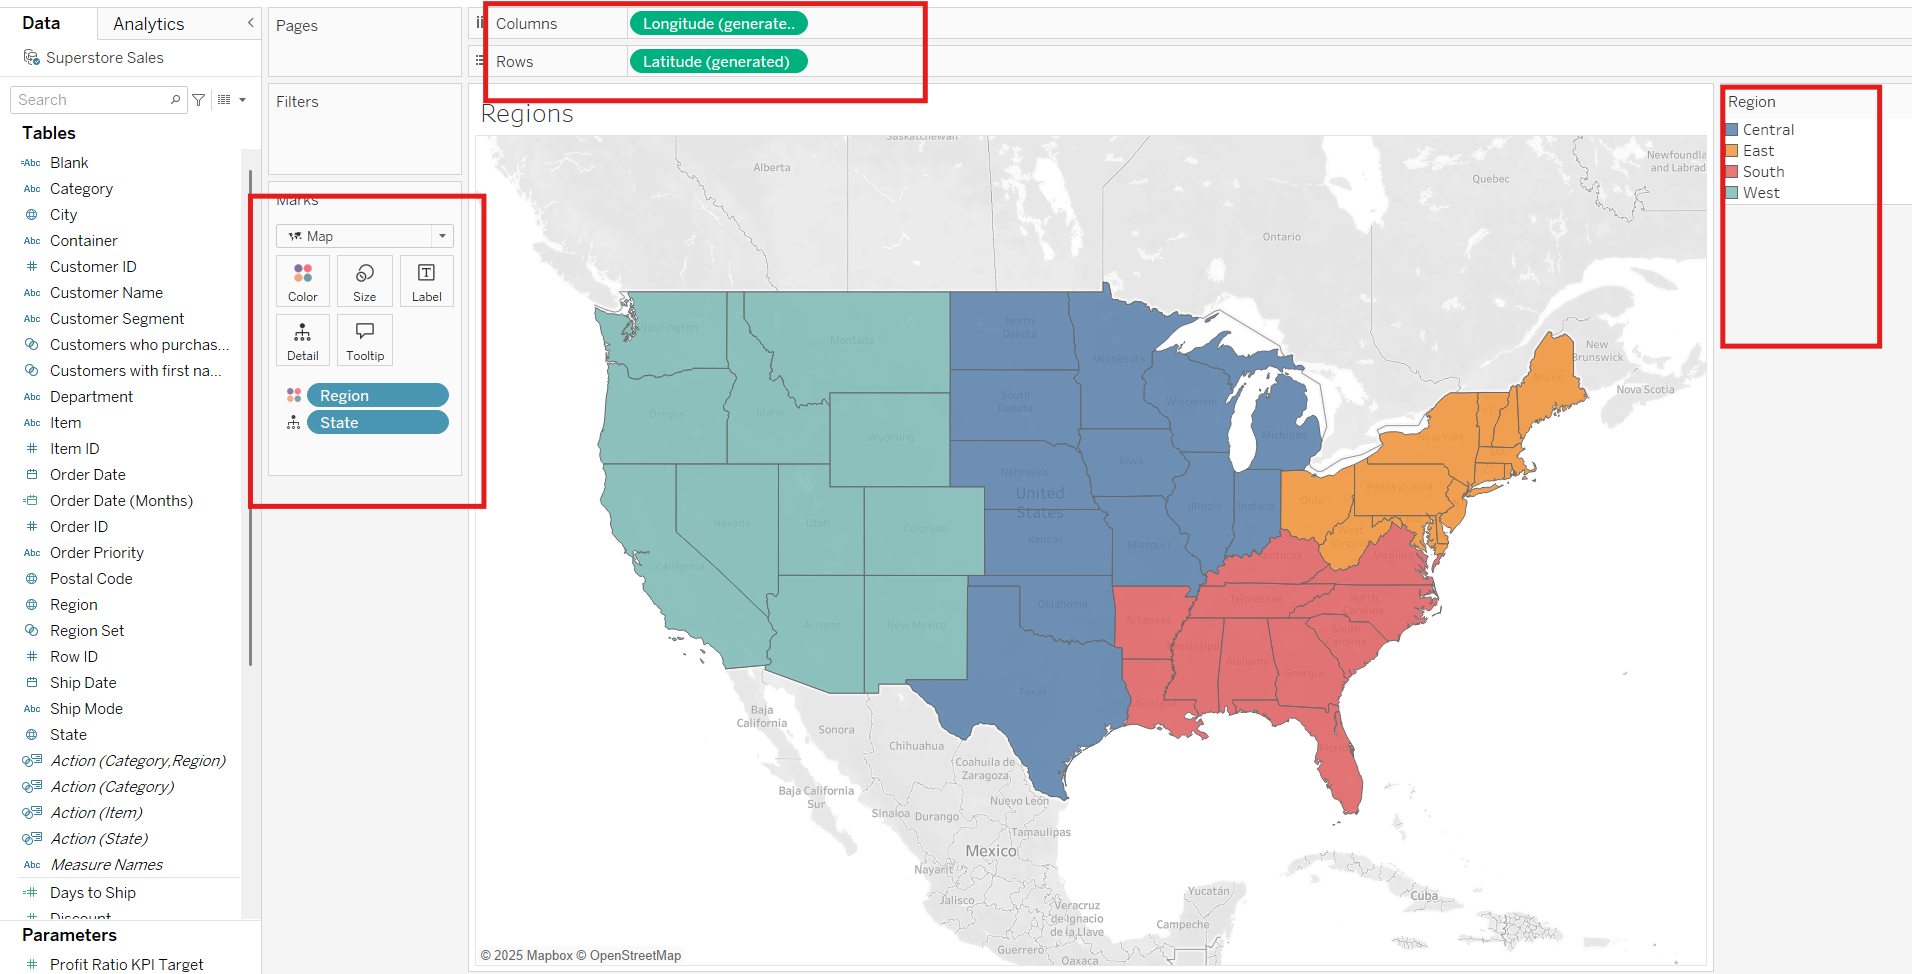 Data
Analytics
Superstore Sales
Search
Tables
Abc Blank
Abc Category
City
Abc Container
# Customer ID
Abc Customer Name
Abc Customer Segment
Customers who purchas...
Customers with first na...
Abc Department
Abc Item
# Item ID
Order Date
Order Date (Months)
# Order ID
Abc Order Priority
Postal Code
Region
Region Set
# Row ID
Ship Date
Abc Ship Mode
State
Action (Category,Region)
Action (Category)
Action (Item)
Action (State)
Abc Measure Names
# Days to Ship
# Discount
Parameters
# Profit Ratio KPI Target
Pages
Filters
Marks
Map
Color
Size
Label
Detail
Tooltip
Region
State
Columns
Longitude (generate..
Rows
Latitude (generated)
Regions
Saskatchewan
Alberta
Quebec
Ontario
New
Brunswick
Nova Scotia
Washington
Montana
North
Dakota
Minnesota
Maine
Oregon
Idaho
South
Dakota
Wisconsin
Wyoming
Michigan
New York
VT
MA
CT
Iowa
Nebraska
Pennsylvania
United
States
Ohio
Illinois
Indiana
Nevada
Utah
Colorado
Kansas
Missouri
West
Virginia
Virginia
California
Kentucky
Oklahoma
Tennessee
North
Carolina
Arizona
New Mexico
Arkansas
South
Carolina
Mississippi
Alabama
Georgia
Texas
Louisiana
Florida
Baja
California
Sonora
Chihuahua
Coahuila de
Zaragoza
Baja California
Sur
Nuevo León
Sinaloa
Durango
Tamaulipas
Mexico
Nayarit
Jalisco
Veracruz
de Ignacio
de la Llave
Guerrero
Oaxaca
Yucatán
Campeche
Cuba
© 2025 Mapbox © OpenStreetMap
Region
Central
East
South
West